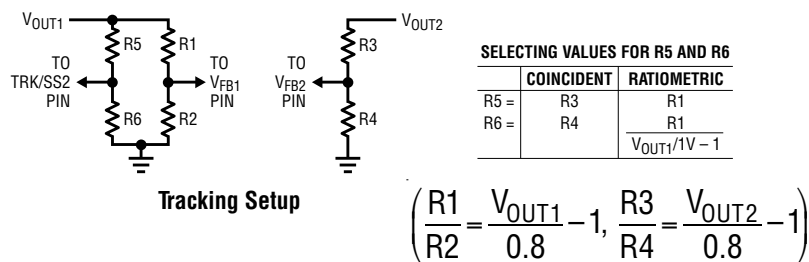 VOUT1
R5
R1
TO
TRK/SS2
PIN
TO
VFB1
PIN
R6
R2
VOUT2
R3
TO
VFB2
PIN
R4
Tracking Setup
SELECTING VALUES FOR R5 AND R6
COINCIDENT RATIOMETRIC
R5 = R3 R1
R6 = R4 R1
VOUT1/1V – 1
(R1/R2 = VOUT1/0.8 – 1, R3/R4 = VOUT2/0.8 – 1)